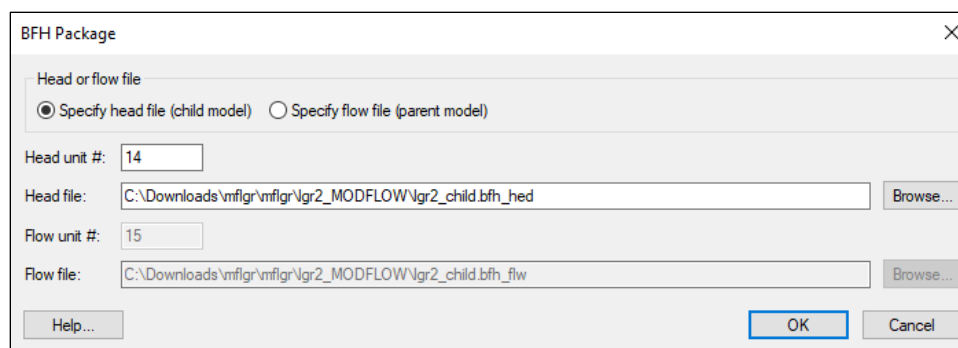 BFH Package
Head or flow file
Specify head file (child model) Specify flow file (parent model)
Head unit #: 14
Head file: C:\Downloads\mflgr\mflgr\lgr2_MODFLOW\lgr2_child.bfh_hed Browse...
Flow unit #: 15
Flow file: C:\Downloads\mflgr\mflgr\lgr2_MODFLOW\lgr2_child.bfh_flw Browse...
Help... OK Cancel